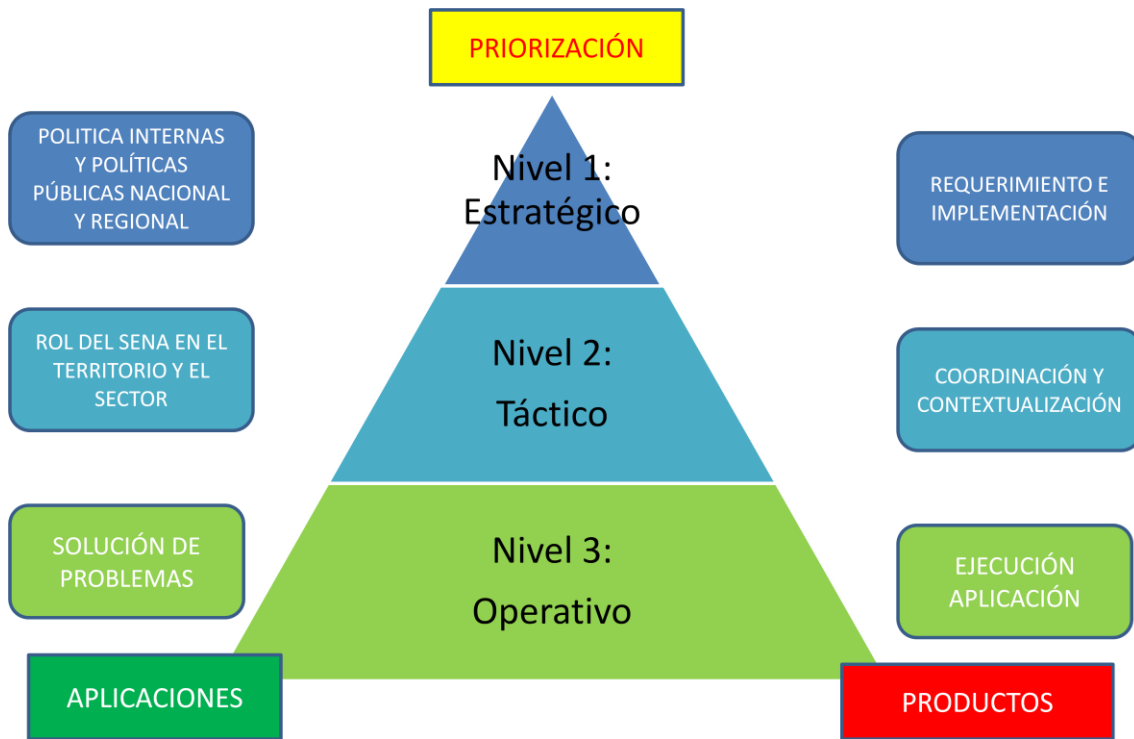 PRIORIZACIÓN
POLITICA INTERNAS
Y POLÍTICAS
PÚBLICAS NACIONAL
Y REGIONAL
Nivel 1:
Estratégico
REQUERIMIENTO E
IMPLEMENTACIÓN
ROL DEL SENA EN EL
TERRITORIO Y EL
SECTOR
Nivel 2:
Táctico
COORDINACIÓN Y
CONTEXTUALIZACIÓN
SOLUCIÓN DE
PROBLEMAS
Nivel 3:
Operativo
EJECUCIÓN
APLICACIÓN
APLICACIONES
PRODUCTOS